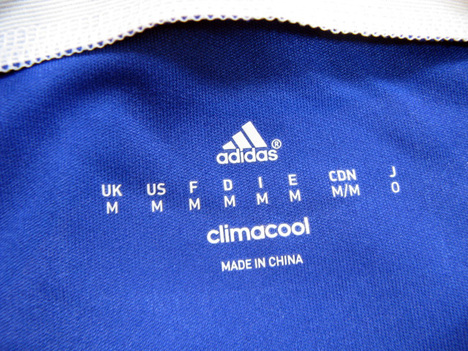 adidas®
UK US F D I E CDN J
M M M M M M M/M O
climacool
MADE IN CHINA